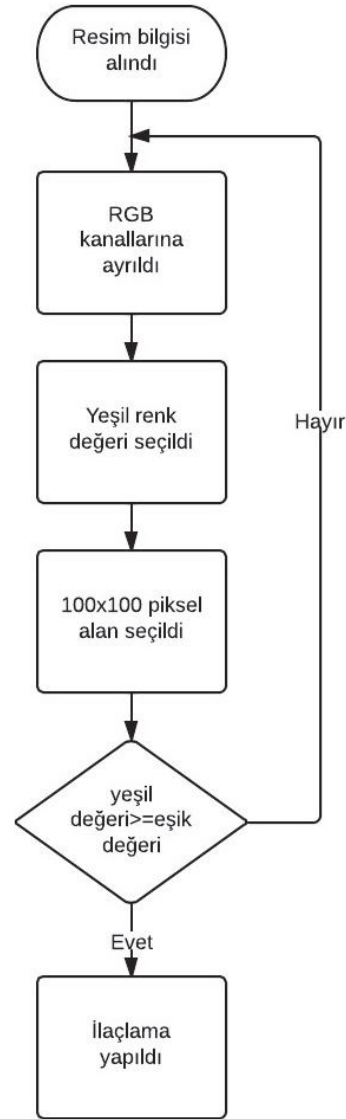 Resim bilgisi
alındı
RGB
kanallarına
ayrıldı
Yeşil renk
değeri seçildi
Hayır
100x100 piksel
alan seçildi
yeşil
değeri>=eşik
değeri
Evet
İlaçlama
yapıldı